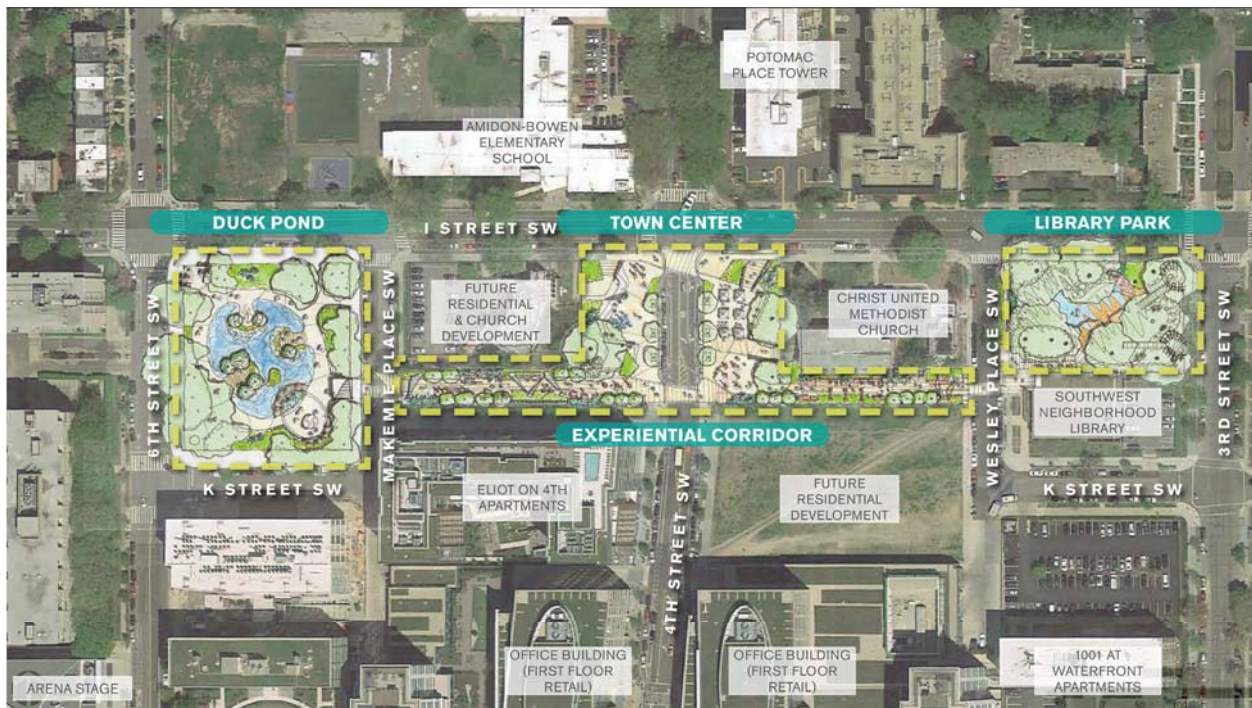 POTOMAC
PLACE TOWER
AMIDON-BOWEN
ELEMENTARY
SCHOOL
DUCK POND
I STREET SW
TOWN CENTER
LIBRARY PARK
6TH STREET SW
MAKEMIE PLACE SW
FUTURE
RESIDENTIAL
& CHURCH
DEVELOPMENT
CHRIST UNITED
METHODIST
CHURCH
WESLEY PLACE SW
3RD STREET SW
SOUTHWEST
NEIGHBORHOOD
LIBRARY
EXPERIENTIAL CORRIDOR
K STREET SW
ELIOT ON 4TH
APARTMENTS
4TH STREET SW
FUTURE
RESIDENTIAL
DEVELOPMENT
K STREET SW
ARENA STAGE
OFFICE BUILDING
(FIRST FLOOR
RETAIL)
OFFICE BUILDING
(FIRST FLOOR
RETAIL)
1001 AT
WATERFRONT
APARTMENTS